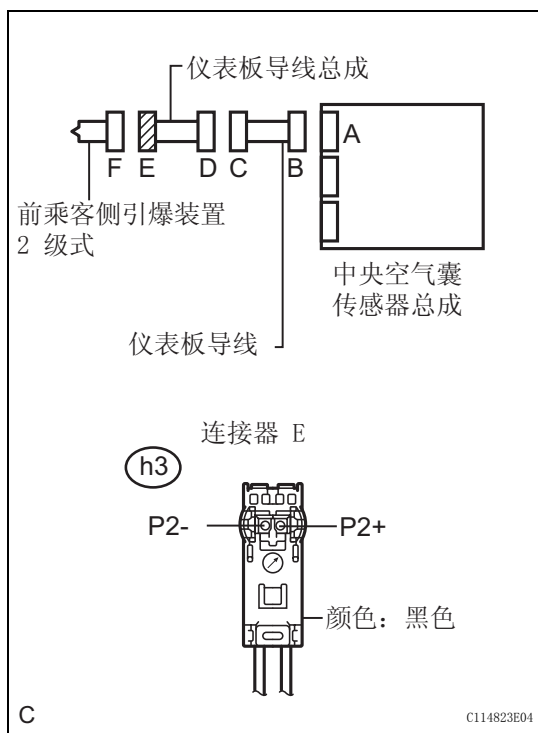 仪表板导线总成
F E D C B A
前乘客侧引爆装置
2 级式
中央空气囊
传感器总成
仪表板导线
连接器 E
h3
P2- P2+
颜色：黑色
C C114823E04